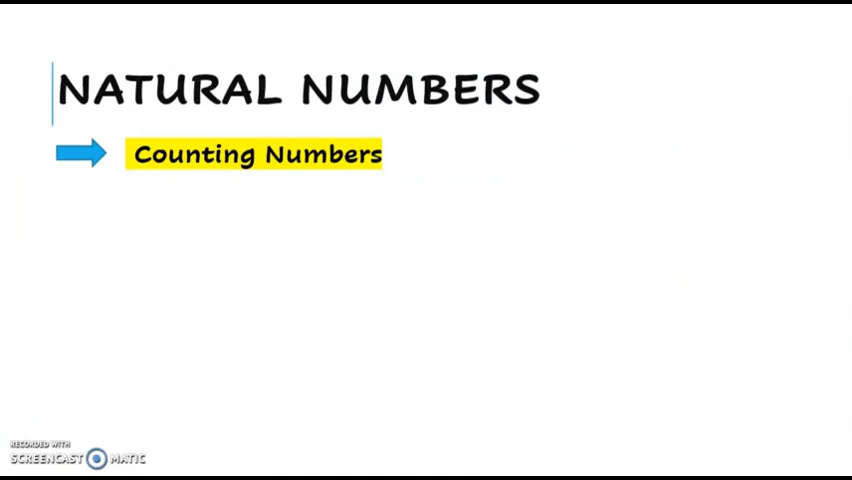 NATURAL NUMBERS
Counting Numbers
RECORDED WITH
SCREENCAST MATIC